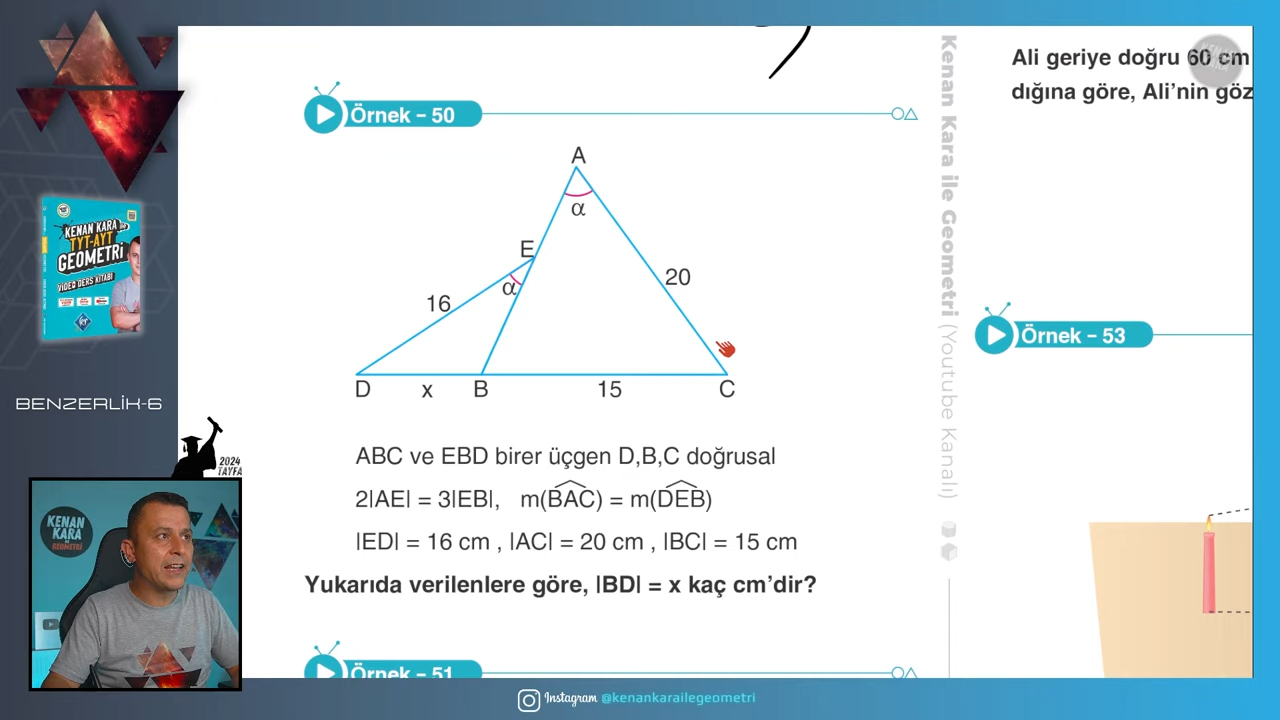 Örnek – 50
A
α
E
α
16
20
D
x
B
15
C
ABC ve EBD birer üçgen D,B,C doğrusal
2|AE| = 3|EB|, m(BAC) = m(DEB)
|ED| = 16 cm , |AC| = 20 cm , |BC| = 15 cm
Yukarıda verilenlere göre, |BD| = x kaç cm’dir?
Örnek – 51
Kenan Kara ile Geometri (Youtube Kanalı)
Ali geriye doğru 60 cm
dığına göre, Ali’nin göz
Örnek – 53
KENAN KARA
TYT-AYT
GEOMETRİ
VİDEO DERS KİTABI
BENZERLİK-6
2024
TAYFA
KENAN
KARA
GEOMETRİ
Instagram @kenankarailegeometri